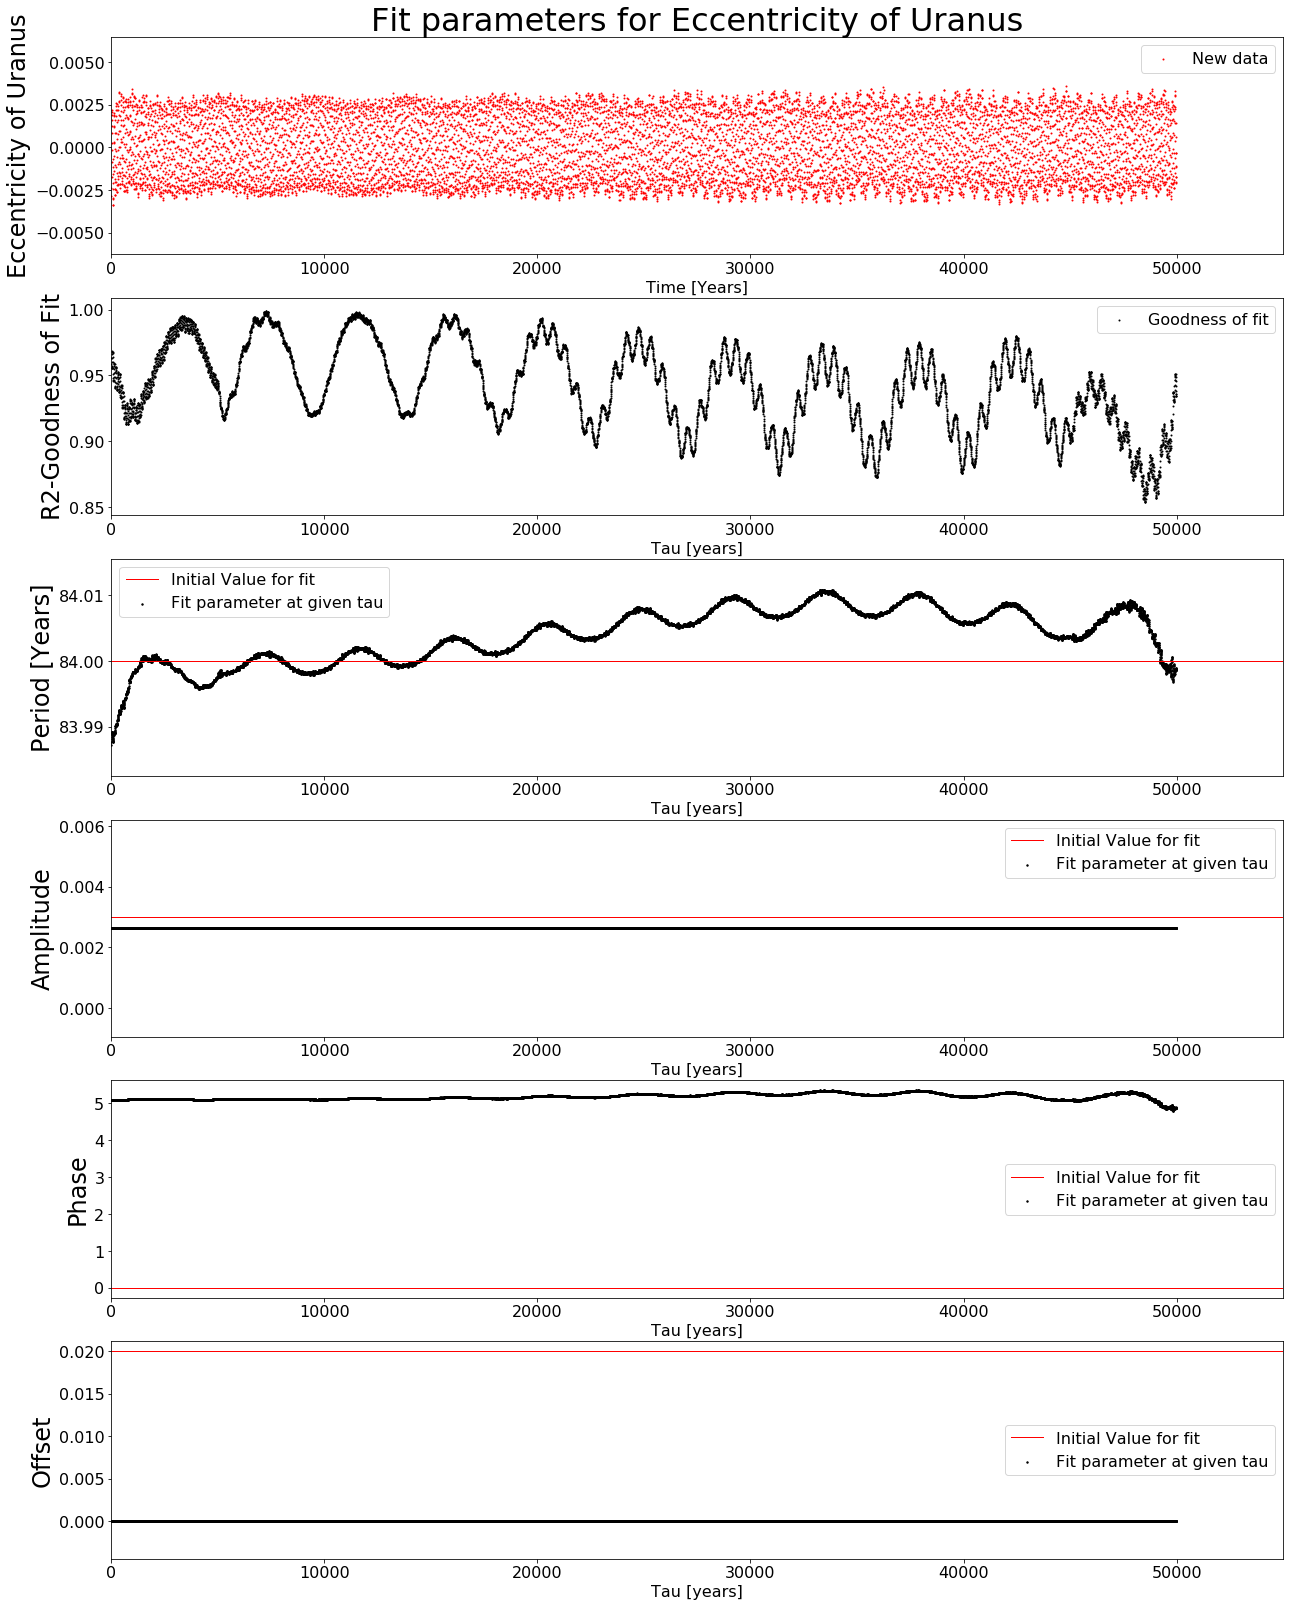 Fit parameters for Eccentricity of Uranus
Eccentricity of Uranus
0.0050
0.0025
0.0000
−0.0025
−0.0050
New data
0 10000 20000 30000 40000 50000
Time [Years]
R2-Goodness of Fit
1.00
0.95
0.90
0.85
Goodness of fit
0 10000 20000 30000 40000 50000
Tau [years]
Period [Years]
84.01
84.00
83.99
Initial Value for fit
Fit parameter at given tau
0 10000 20000 30000 40000 50000
Tau [years]
Amplitude
0.006
0.004
0.002
0.000
Initial Value for fit
Fit parameter at given tau
0 10000 20000 30000 40000 50000
Tau [years]
Phase
5
4
3
2
1
0
Initial Value for fit
Fit parameter at given tau
0 10000 20000 30000 40000 50000
Tau [years]
Offset
0.020
0.015
0.010
0.005
0.000
Initial Value for fit
Fit parameter at given tau
0 10000 20000 30000 40000 50000
Tau [years]